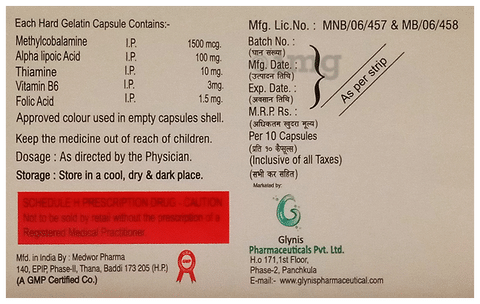 Each Hard Gelatin Capsule Contains:-
Methylcobalamine I.P. 1500 mcg.
Alpha lipoic Acid I.P. 100 mg.
Thiamine I.P. 10 mg.
Vitamin B6 I.P. 3mg.
Folic Acid I.P. 1.5 mg.
Approved colour used in empty capsules shell.
Keep the medicine out of reach of children.
Dosage : As directed by the Physician.
Storage : Store in a cool, dry & dark place.
SCHEDULE H PRESCRIPTION DRUG - CAUTION
Not to be sold by retail without the prescription of a
Registered Medical Practitioner.
Mfd. in India By : Medwor Pharma
140, EPIP, Phase-II, Thana, Baddi 173 205 (H.P.)
(A GMP Certified Co.)
GMP
Mfg. Lic.No. : MNB/06/457 & MB/06/458
Batch No. :
(घान संख्या)
Mfg. Date. :
(उत्पादन तिथि)
Exp. Date. :
(अवसान तिथि)
M.R.P. Rs. :
(अधिकतम खुदरा मूल्य)
As per strip
mg
Per 10 Capsules
(प्रति १० कैप्सूल्स)
(Inclusive of all Taxes)
(सभी कर सहित)
Marketed by:
Glynis
Pharmaceuticals Pvt. Ltd.
H.o 171,1st Floor,
Phase-2, Panchkula
E-mail:- www.glynispharmaceutical.com